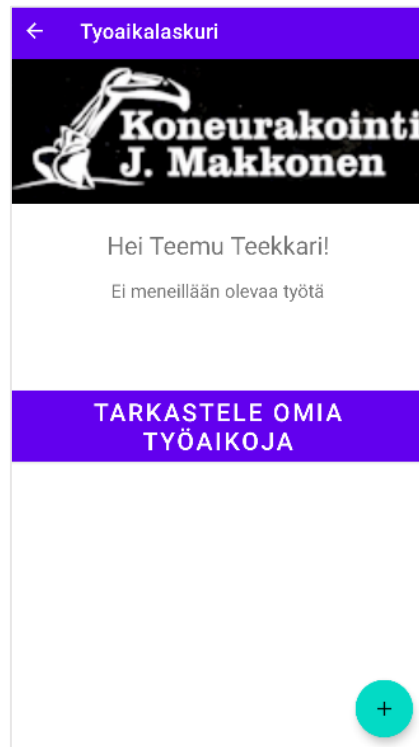 Tyoaikalaskuri
Koneurakointi
J. Makkonen
Hei Teemu Teekkari!
Ei meneillään olevaa työtä
TARKASTELE OMIA
TYÖAIKOJA
+